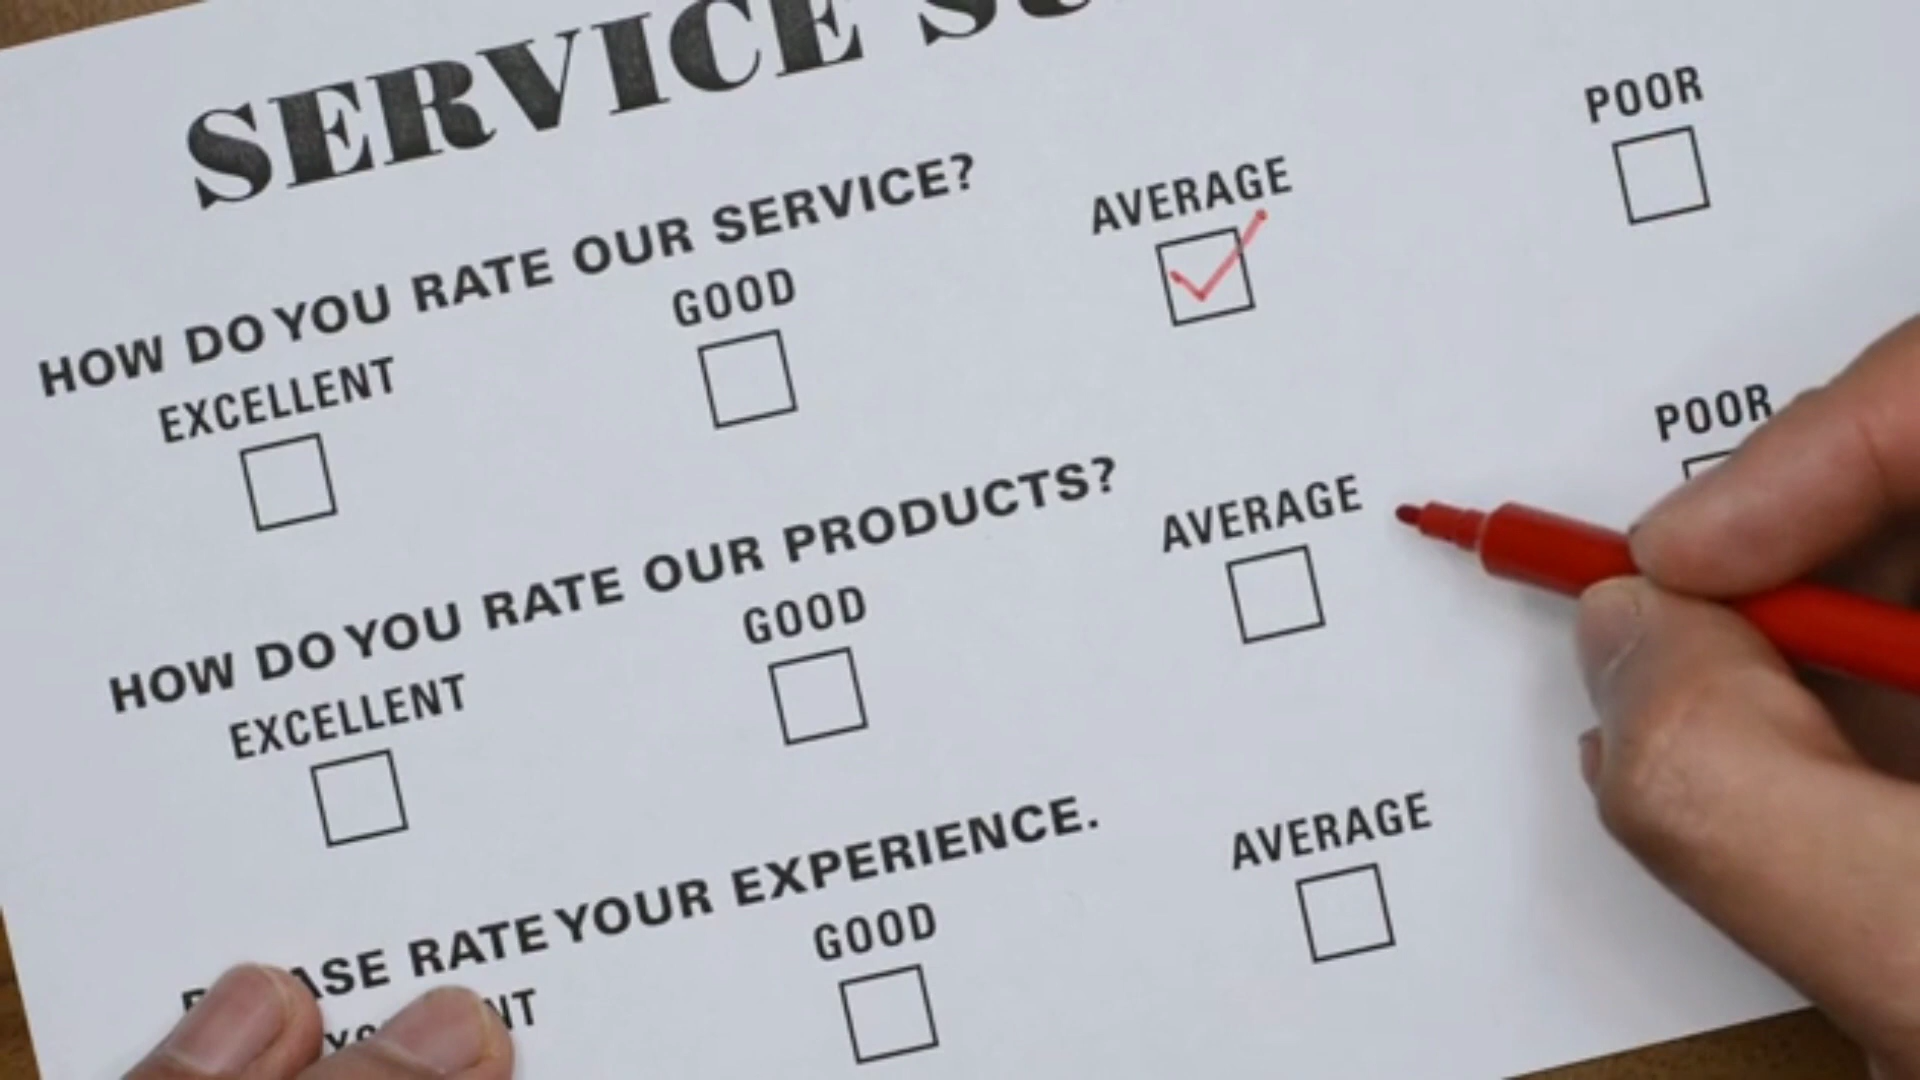 SERVICE
HOW DO YOU RATE OUR SERVICE?
EXCELLENT GOOD AVERAGE POOR
HOW DO YOU RATE OUR PRODUCTS?
EXCELLENT GOOD AVERAGE POOR
RATE YOUR EXPERIENCE.
GOOD AVERAGE